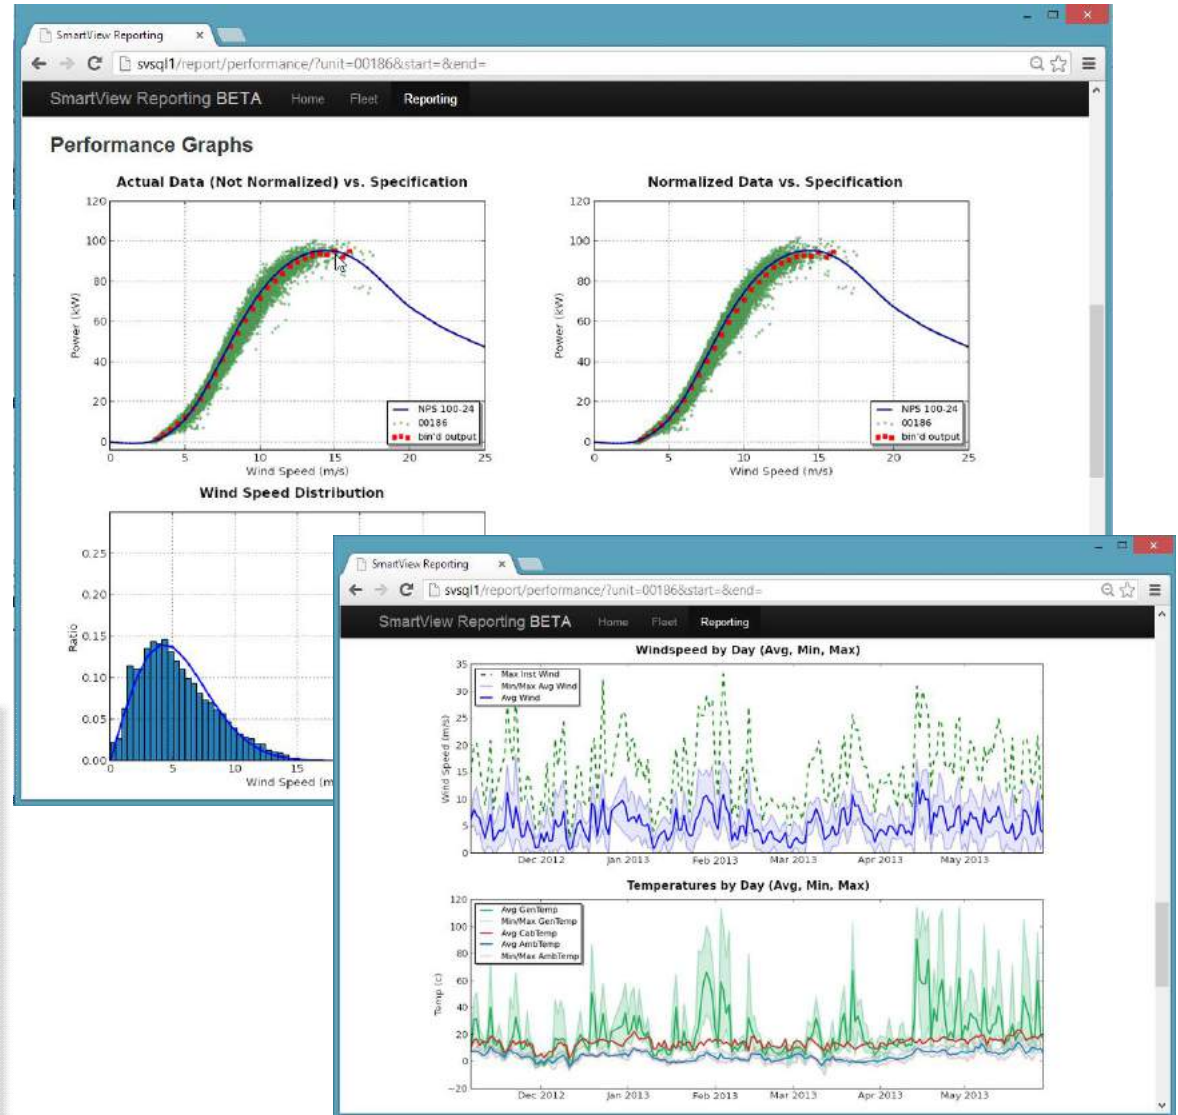 SmartView Reporting
svsql1/report/performance/?unit=00186&start=&end=
SmartView Reporting BETA Home Fleet Reporting
Performance Graphs
Actual Data (Not Normalized) vs. Specification
120
100
80
60
40
20
0
Power (kW)
NPS 100-24
00186
bin'd output
0 5 10 15 20 25
Wind Speed (m/s)
Normalized Data vs. Specification
120
100
80
60
40
20
0
Power (kW)
NPS 100-24
00186
bin'd output
0 5 10 15 20 25
Wind Speed (m/s)
Wind Speed Distribution
0.25
0.20
0.15
0.10
0.05
0.00
Ratio
0 5 10 15
Wind Speed (m
SmartView Reporting
svsql1/report/performance/?unit=00186&start=&end=
SmartView Reporting BETA Home Fleet Reporting
Windspeed by Day (Avg, Min, Max)
35
30
25
20
15
10
5
0
Wind Speed (m/s)
Max Inst Wind
Min/Max Avg Wind
Avg Wind
Dec 2012 Jan 2013 Feb 2013 Mar 2013 Apr 2013 May 2013
Temperatures by Day (Avg, Min, Max)
120
100
80
60
40
20
0
−20
Temp (c)
Avg GenTemp
Min/Max GenTemp
Avg CabTemp
Avg AmbTemp
Min/Max AmbTemp
Dec 2012 Jan 2013 Feb 2013 Mar 2013 Apr 2013 May 2013